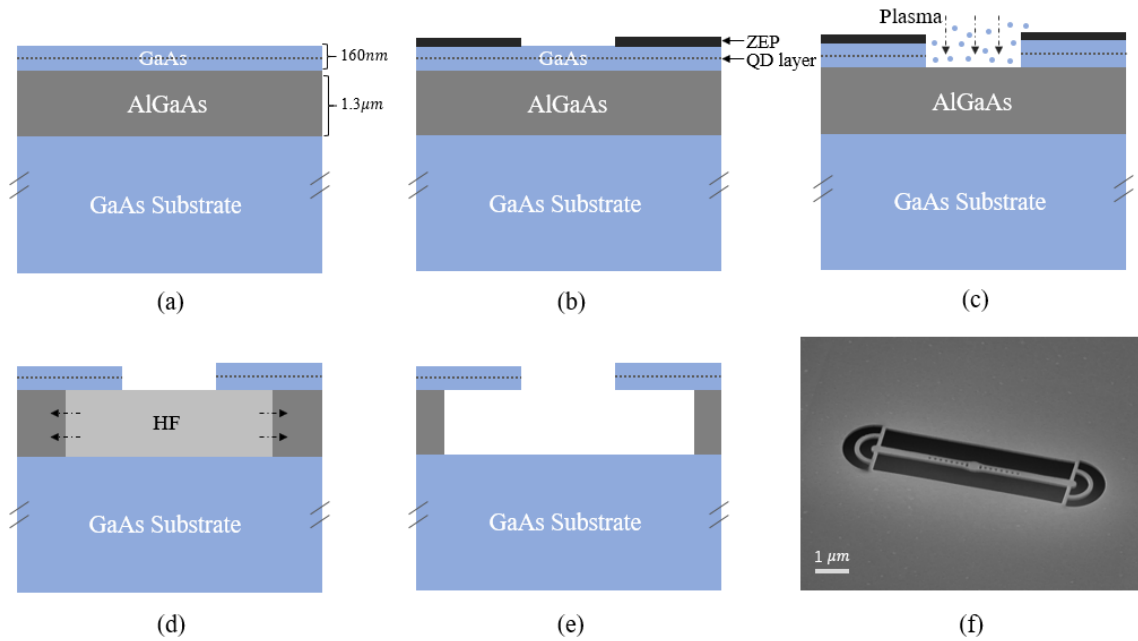 GaAs
160nm
AlGaAs
1.3μm
GaAs Substrate
(a)
ZEP
GaAs
QD layer
AlGaAs
GaAs Substrate
(b)
Plasma
AlGaAs
GaAs Substrate
(c)
HF
GaAs Substrate
(d)
GaAs Substrate
(e)
1 μm
(f)